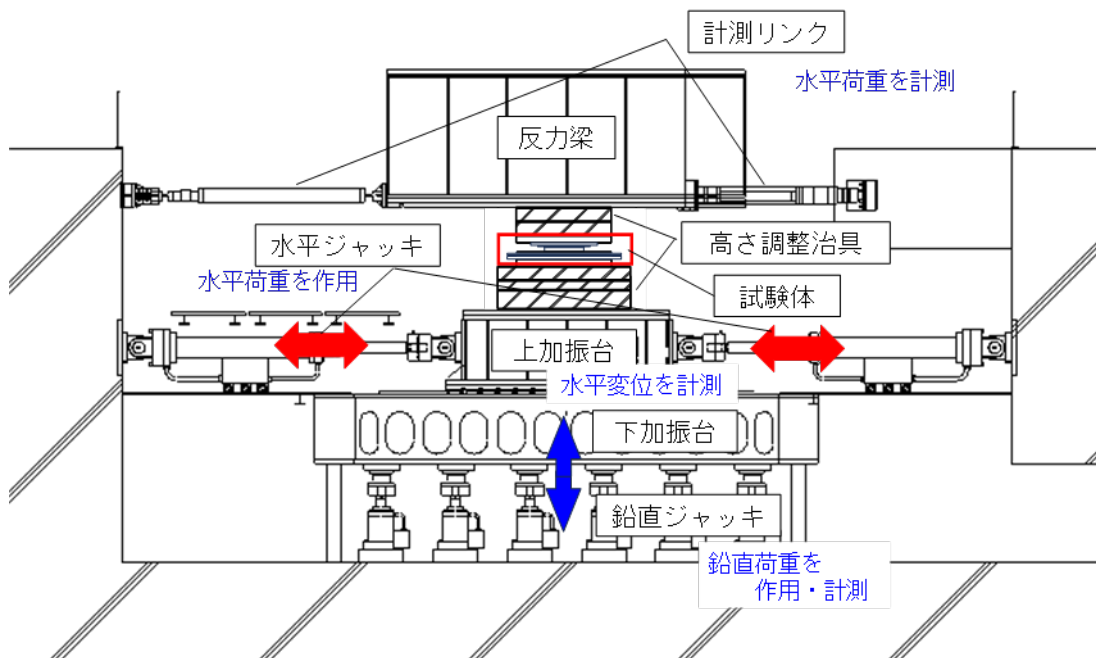 計測リンク
水平荷重を計測
反力梁
水平ジャッキ
水平荷重を作用
高さ調整治具
試験体
上加振台
水平変位を計測
下加振台
鉛直ジャッキ
鉛直荷重を
作用・計測